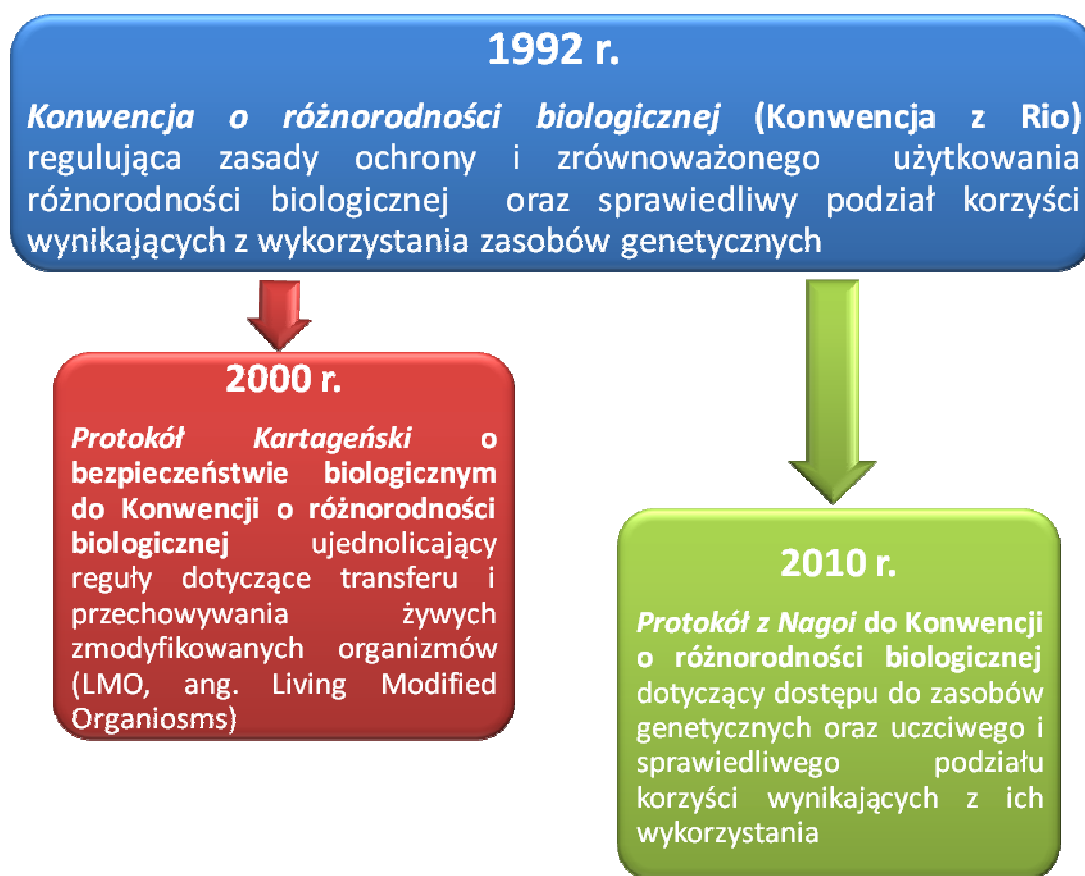 1992 r.
Konwencja o różnorodności biologicznej (Konwencja z Rio)
regulująca zasady ochrony i zrównoważonego użytkowania
różnorodności biologicznej oraz sprawiedliwy podział korzyści
wynikających z wykorzystania zasobów genetycznych
2000 r.
Protokół Kartageński o
bezpieczeństwie biologicznym
do Konwencji o różnorodności
biologicznej ujednolicający
reguły dotyczące transferu i
przechowywania żywych
zmodyfikowanych organizmów
(LMO, ang. Living Modified
Organiosms)
2010 r.
Protokół z Nagoi do Konwencji
o różnorodności biologicznej
dotyczący dostępu do zasobów
genetycznych oraz uczciwego i
sprawiedliwego podziału
korzyści wynikających z ich
wykorzystania